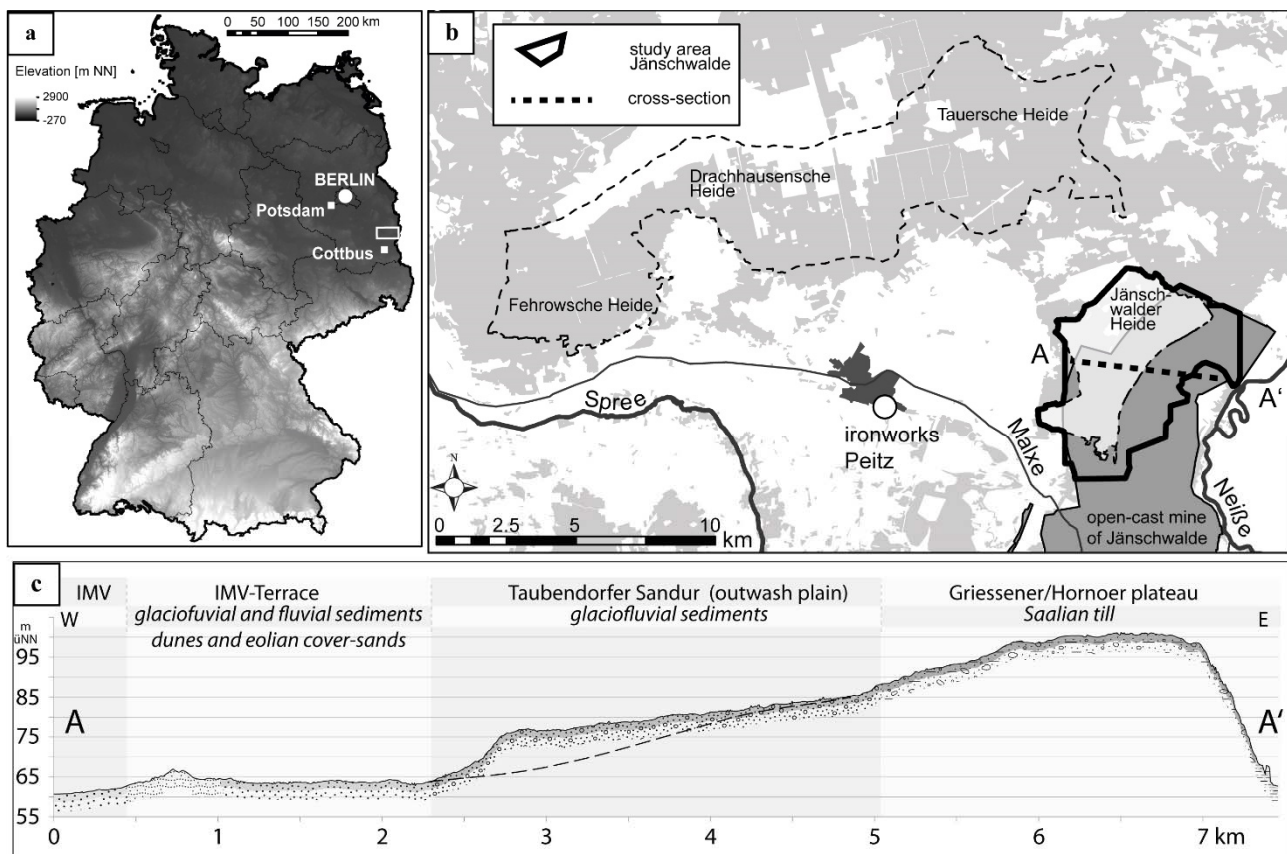 a
0 50 100 150 200 km
Elevation [m NN]
2900
-270
BERLIN
Potsdam
Cottbus
b
study area
Jänschwalde
cross-section
Tauersche Heide
Drachhausensche
Heide
Fehrowsche Heide
Jänsch-
walder
Heide
A
A'
Spree
ironworks
Peitz
Malxe
Neiße
N
0 2.5 5 10
km
open-cast mine
of Jänschwalde
c
IMV
IMV-Terrace
glaciofuvial and fluvial sediments
dunes and eolian cover-sands
Taubendorfer Sandur (outwash plain)
glaciofluvial sediments
Griessener/Hornoer plateau
Saalian till
W
E
m
üNN
95
85
75
65
55
A
A'
0 1 2 3 4 5 6 7 km